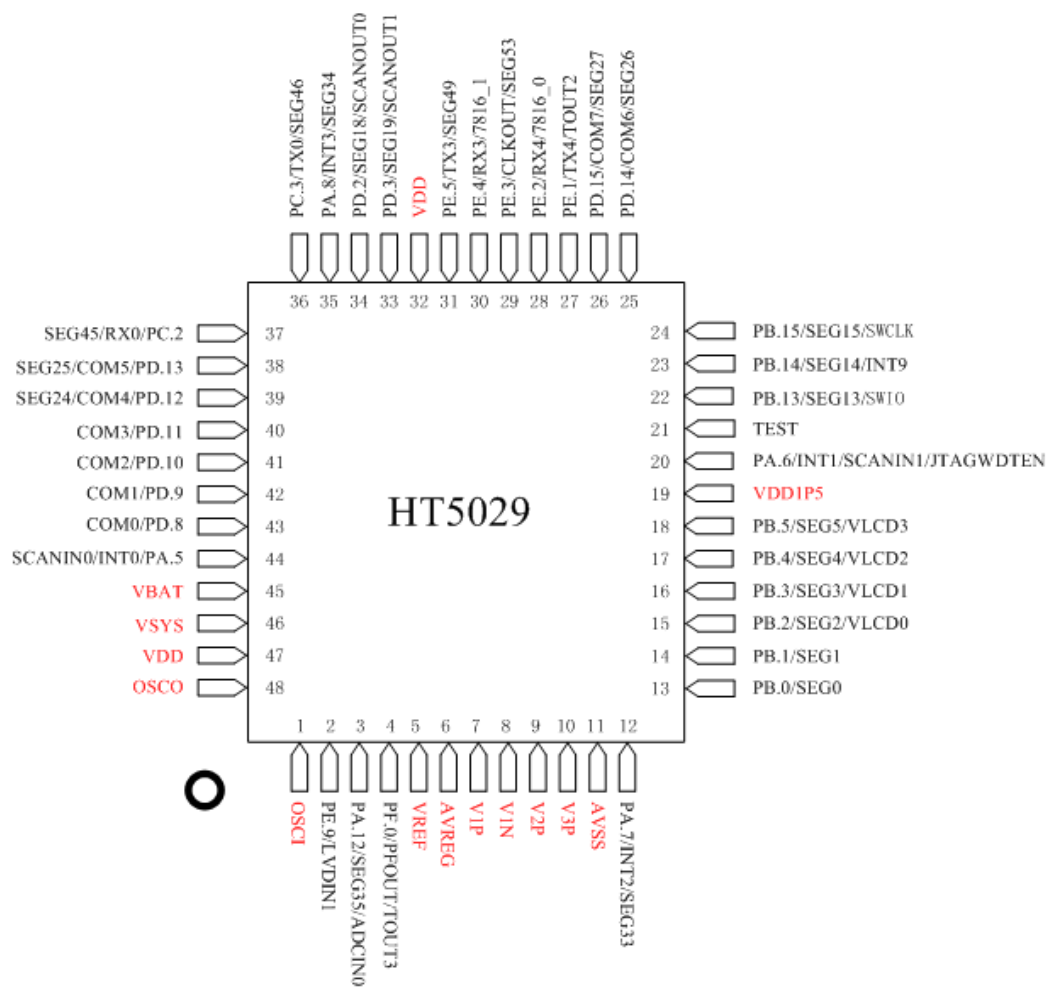 PC.3/TX0/SEG46
PA.8/INT3/SEG34
PD.2/SEG18/SCANOUT0
PD.3/SEG19/SCANOUT1
VDD
PE.5/TX3/SEG49
PE.4/RX3/7816_1
PE.3/CLKOUT/SEG53
PE.2/RX4/7816_0
PE.1/TX4/TOUT2
PD.15/COM7/SEG27
PD.14/COM6/SEG26
36 35 34 33 32 31 30 29 28 27 26 25
SEG45/RX0/PC.2 37
SEG25/COM5/PD.13 38
SEG24/COM4/PD.12 39
COM3/PD.11 40
COM2/PD.10 41
COM1/PD.9 42
COM0/PD.8 43
SCANIN0/INT0/PA.5 44
VBAT 45
VSYS 46
VDD 47
OSCO 48
HT5029
24 PB.15/SEG15/SWCLK
23 PB.14/SEG14/INT9
22 PB.13/SEG13/SWIO
21 TEST
20 PA.6/INT1/SCANIN1/JTAGWDTEN
19 VDD1P5
18 PB.5/SEG5/VLCD3
17 PB.4/SEG4/VLCD2
16 PB.3/SEG3/VLCD1
15 PB.2/SEG2/VLCD0
14 PB.1/SEG1
13 PB.0/SEG0
1 2 3 4 5 6 7 8 9 10 11 12
OSCI
PE.9/LVDIN1
PA.12/SEG35/ADCIN0
PF.0/PFOUT/TOUT3
VREF
AVREG
V1P
V1N
V2P
V3P
AVSS
PA.7/INT2/SEG33